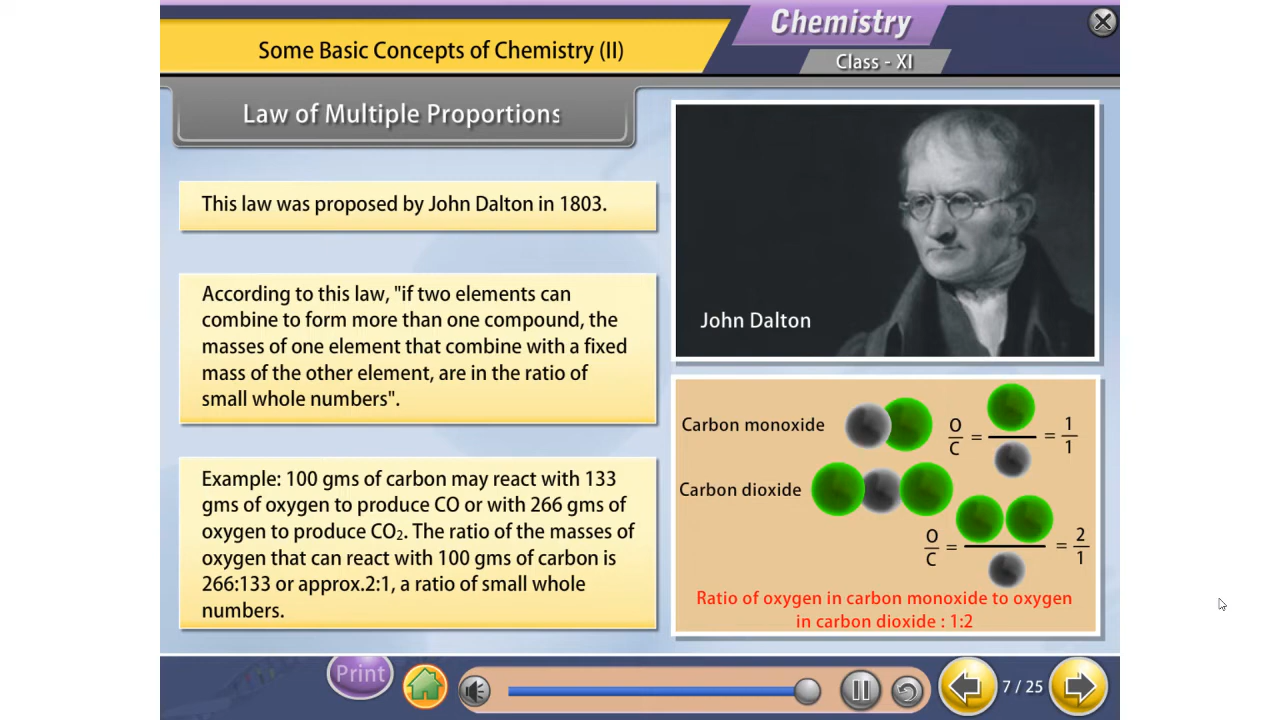 Chemistry
Some Basic Concepts of Chemistry (II)
Class - XI
Law of Multiple Proportions
This law was proposed by John Dalton in 1803.
According to this law, "if two elements can
combine to form more than one compound, the
masses of one element that combine with a fixed
mass of the other element, are in the ratio of
small whole numbers".
Example: 100 gms of carbon may react with 133
gms of oxygen to produce CO or with 266 gms of
oxygen to produce CO₂. The ratio of the masses of
oxygen that can react with 100 gms of carbon is
266:133 or approx.2:1, a ratio of small whole
numbers.
John Dalton
Carbon monoxide
O/C = = 1/1
Carbon dioxide
O/C = = 2/1
Ratio of oxygen in carbon monoxide to oxygen
in carbon dioxide : 1:2
Print
7 / 25